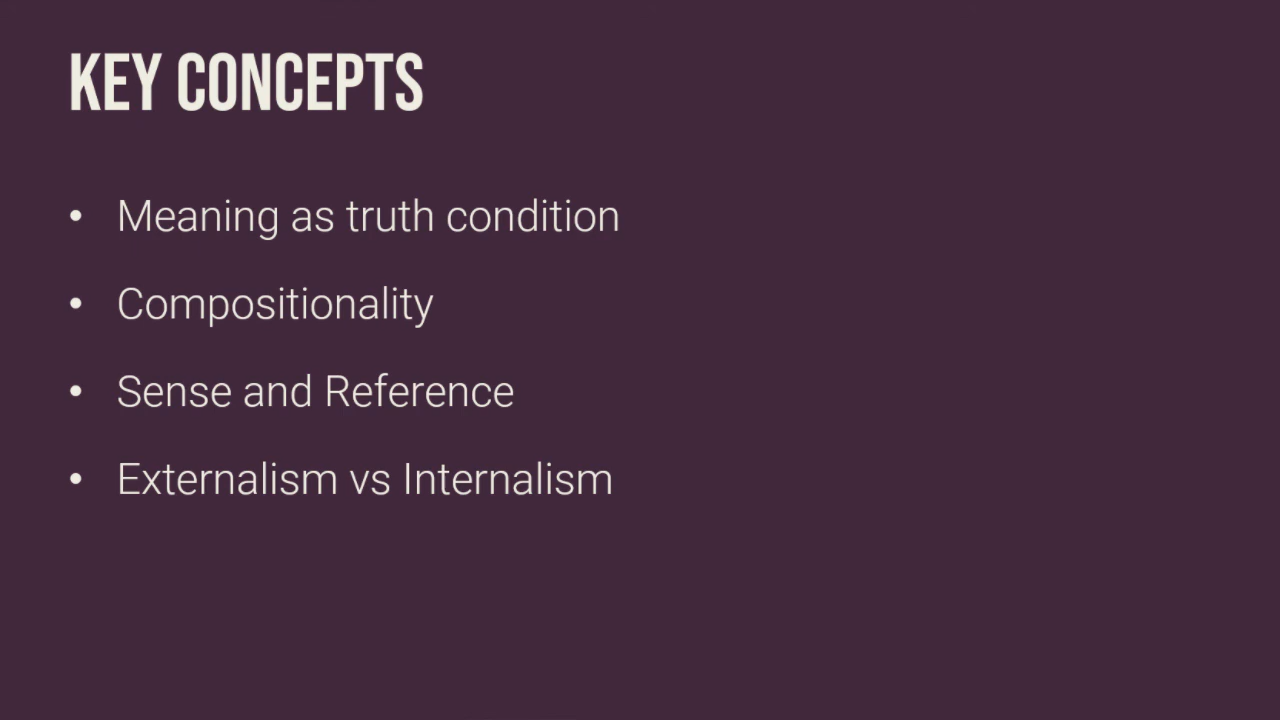 KEY CONCEPTS
• Meaning as truth condition
• Compositionality
• Sense and Reference
• Externalism vs Internalism